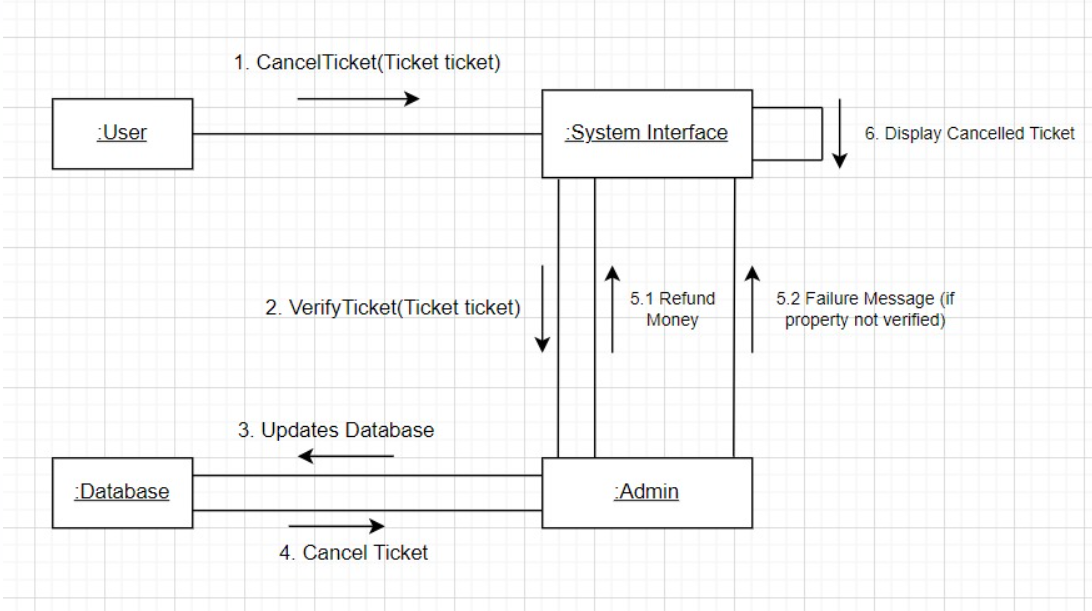 1. CancelTicket(Ticket ticket)
:User
:System Interface
6. Display Cancelled Ticket
2. VerifyTicket(Ticket ticket)
5.1 Refund
Money
5.2 Failure Message (if
property not verified)
3. Updates Database
:Database
:Admin
4. Cancel Ticket